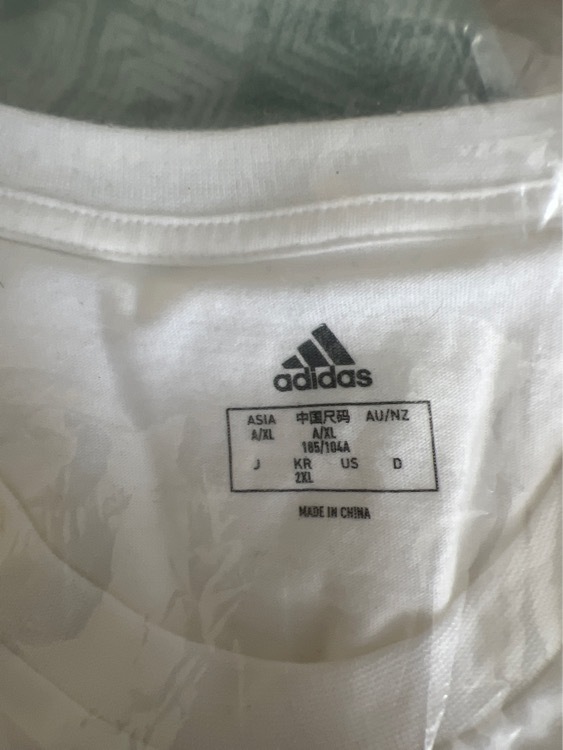 adidas
ASIA 中国尺码 AU/NZ
A/XL A/XL
185/104A
J KR US D
2XL
MADE IN CHINA